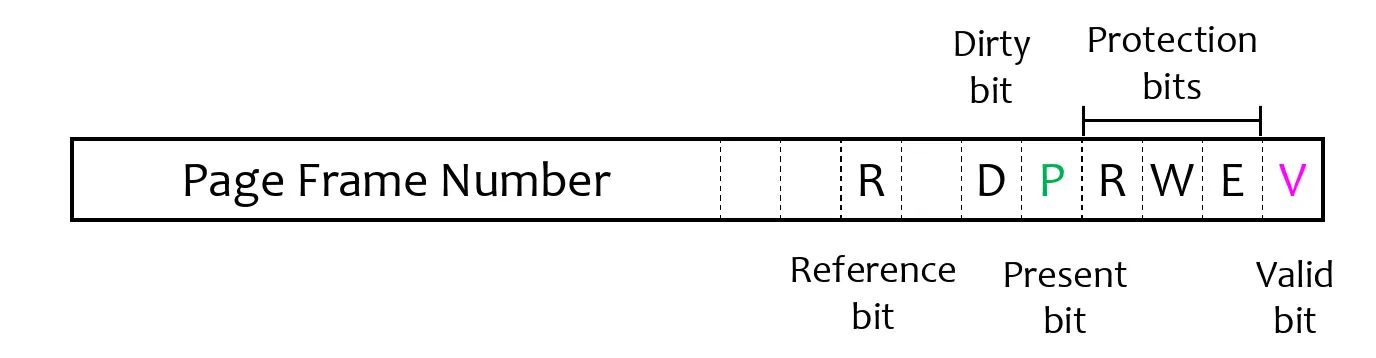 Dirty
bit
Protection
bits
Page Frame Number R D P R W E V
Reference
bit
Present
bit
Valid
bit